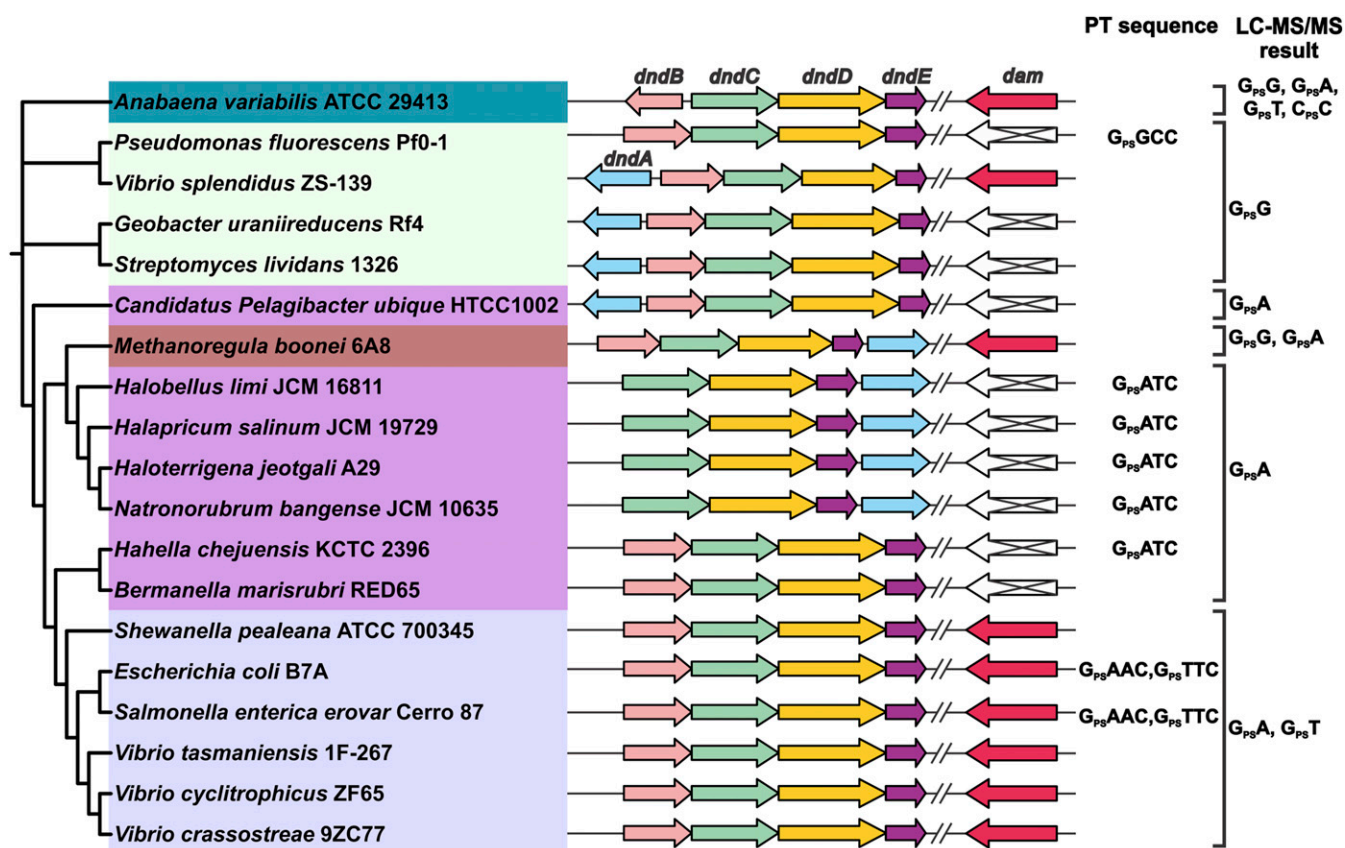 PT sequence LC-MS/MS
result
dndB dndC dndD dndE dam
Anabaena variabilis ATCC 29413 GPSG, GPSA,
GPST, CPSC
Pseudomonas fluorescens Pf0-1 GPSGCC
dndA
Vibrio splendidus ZS-139
GPSG
Geobacter uraniireducens Rf4
Streptomyces lividans 1326
Candidatus Pelagibacter ubique HTCC1002 GPSA
Methanoregula boonei 6A8 GPSG, GPSA
Halobellus limi JCM 16811 GPSATC
Halapricum salinum JCM 19729 GPSATC
Haloterrigena jeotgali A29 GPSATC
GPSA
Natronorubrum bangense JCM 10635 GPSATC
Hahella chejuensis KCTC 2396 GPSATC
Bermanella marisrubri RED65
Shewanella pealeana ATCC 700345
Escherichia coli B7A GPSAAC,GPSTTC
Salmonella enterica erovar Cerro 87 GPSAAC,GPSTTC
GPSA, GPST
Vibrio tasmaniensis 1F-267
Vibrio cyclitrophicus ZF65
Vibrio crassostreae 9ZC77